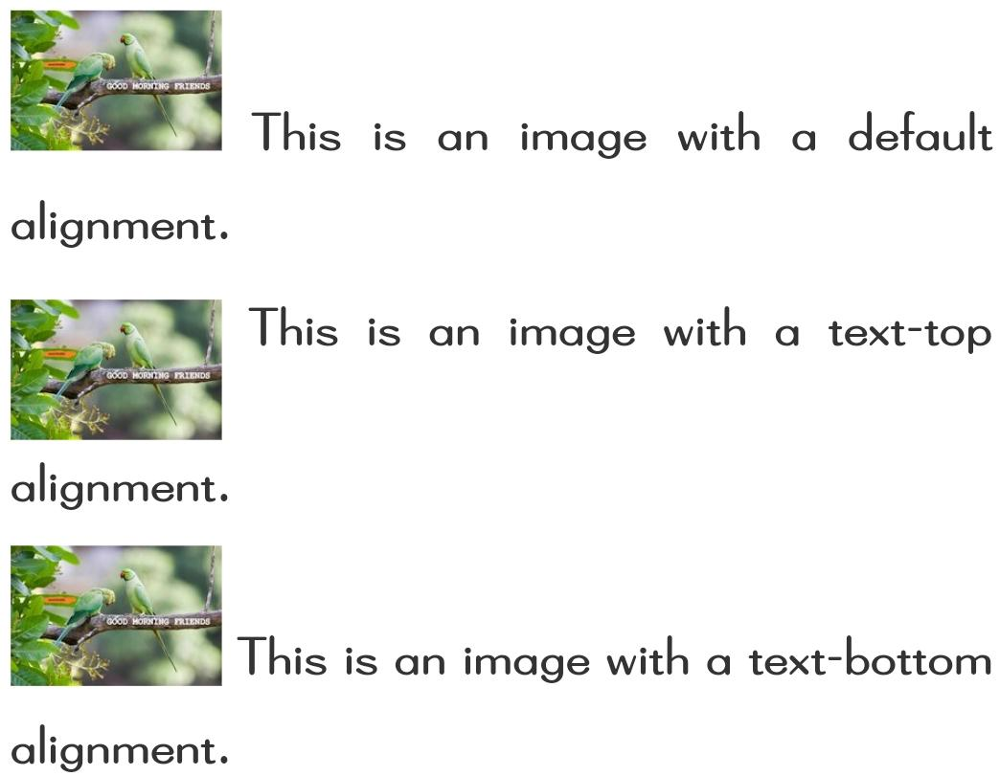 GOOD MORNING FRIENDS
This is an image with a default
alignment.
GOOD MORNING FRIENDS
This is an image with a text-top
alignment.
GOOD MORNING FRIENDS
This is an image with a text-bottom
alignment.